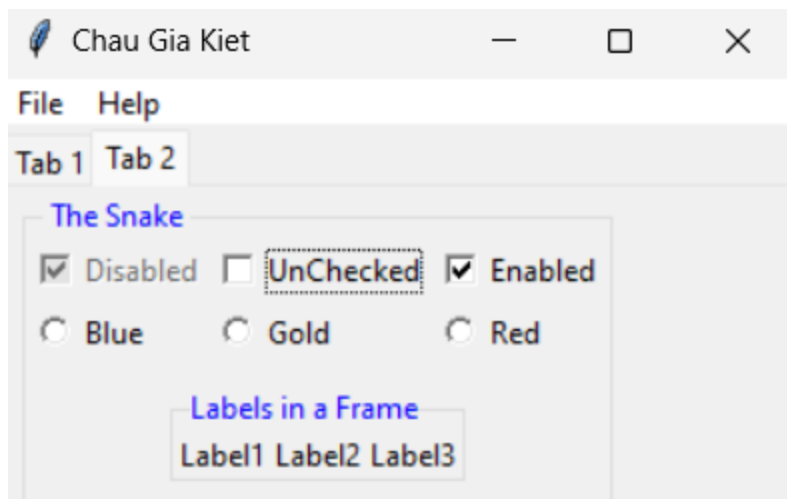 Chau Gia Kiet
File Help
Tab 1 Tab 2
The Snake
Disabled UnChecked Enabled
Blue Gold Red
Labels in a Frame
Label1 Label2 Label3